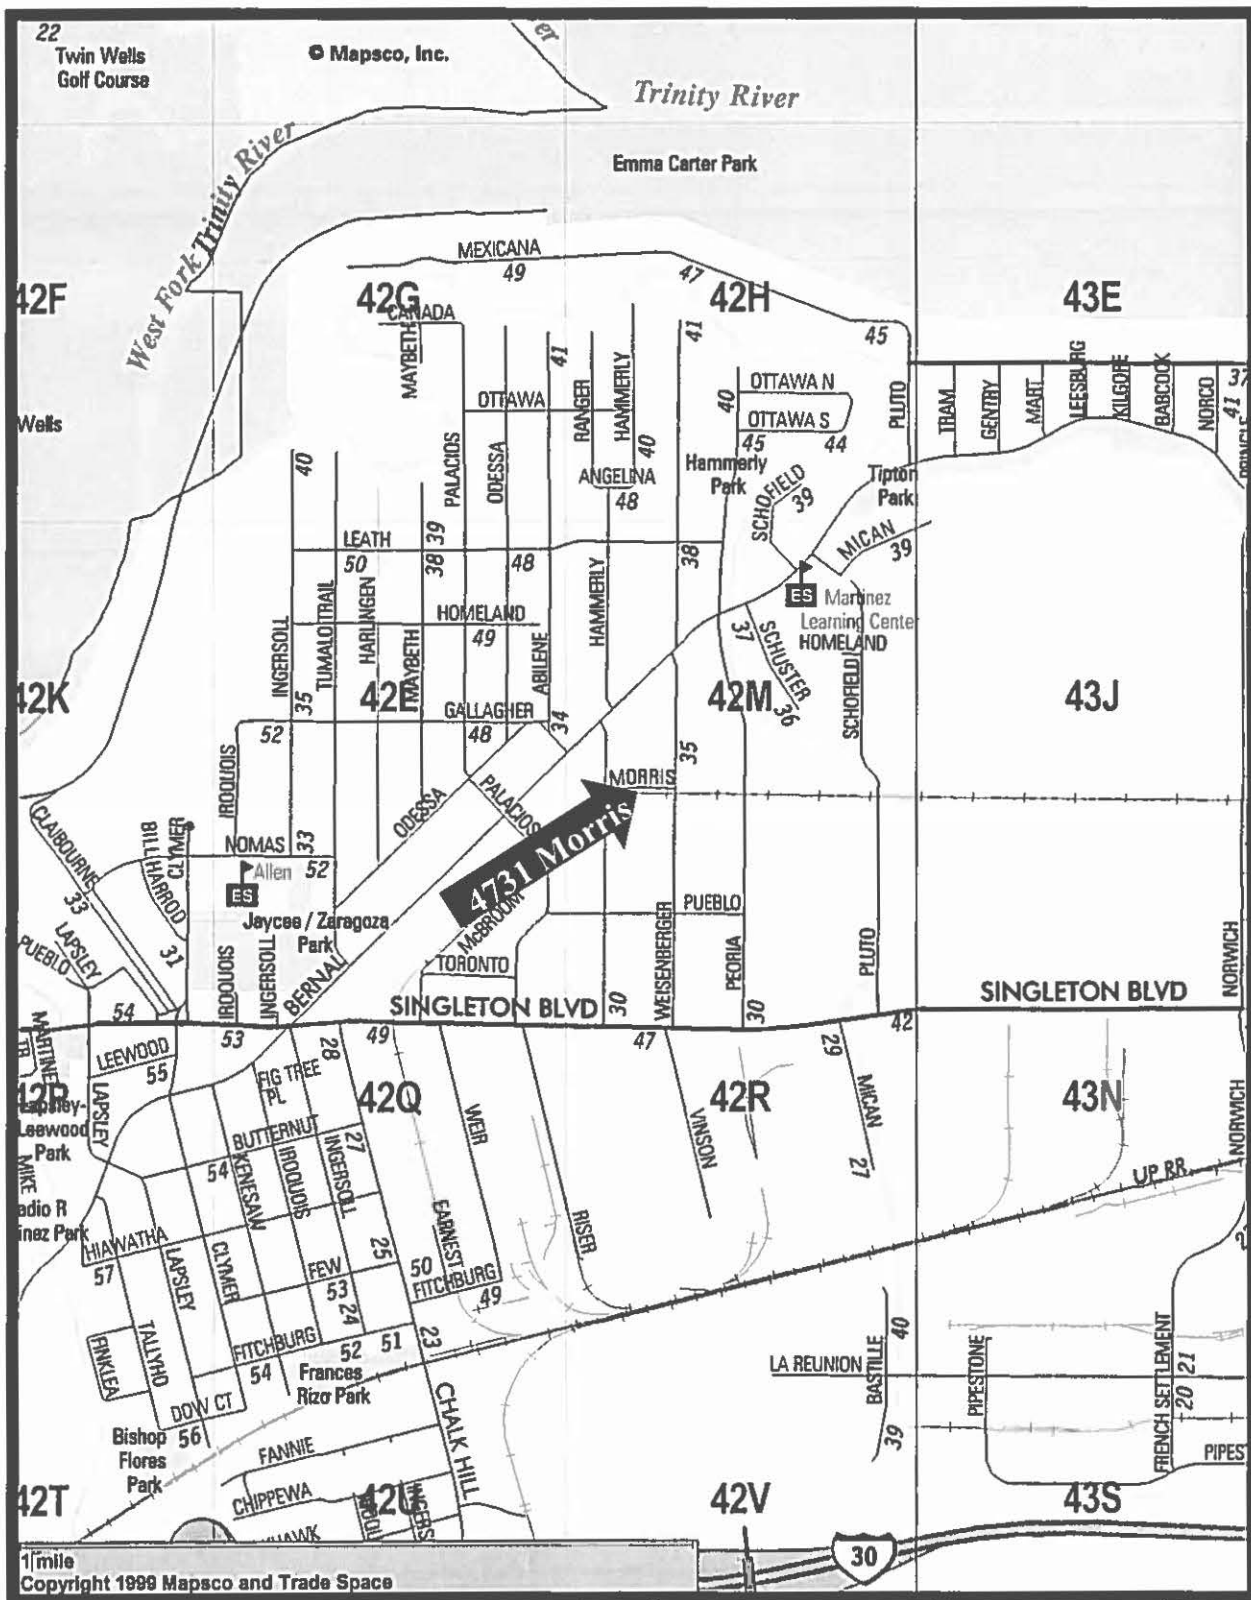 22
Twin Wells
Golf Course
© Mapsco, Inc.
er
Trinity River
West Fork Trinity River
Emma Carter Park
MEXICANA
49
47
42F
42G
42H
43E
CANADA
MAYBETH
45
41
41
OTTAWA N
40
OTTAWA S
45
44
PLUTO
TRAM
GENTRY
MART
LEESBURG
KILGORE
BABCOCK
NORCO
37
41
Wells
OTTAWA
RANGER
HAMMERLY
40
PALACIOS
ODESSA
ANGELINA
48
Hammerly
Park
SCHOFIELD
39
Tipton
Park
MICAN
39
40
39
LEATH
50
38
48
38
TUMALO TRAIL
HARLINGEN
HOMELAND
49
HAMMERLY
ES
Martinez
Learning Center
HOMELAND
37
SCHUSTER
36
SCHOFIELD
INGERSOLL
MAYBETH
ABILENE
42K
35
42M
43J
GALLAGHER
52
48
34
35
IROQUOIS
MORRIS
PALACIOS
ODESSA
4731 Morris
CLAIBOURNE
33
BILL HARROD
CLYMER
31
NOMAS
33
52
Allen
ES
Jaycee / Zaragoza
Park
LAPSLEY
PUEBLO
McBROOM
PUEBLO
TORONTO
WEISENBERGER
PEORIA
PLUTO
NORWICH
IROQUOIS
INGERSOLL
BERNAL
54
SINGLETON BLVD
30
30
SINGLETON BLVD
53
49
47
42
TR
LEEWOOD
55
28
29
FIG TREE
PL
42Q
42R
43N
LAPSLEY
Leewood
Park
BUTTERNUT
54
KENESAW
IROQUOIS
INGERSOLL
27
WEIR
VINSON
MICAN
27
NORWICH
UP RR
MIKE
HIAWATHA
57
LAPSLEY
CLYMER
FEW
53
25
24
EARNEST
50
FITCHBURG
49
RISER
FINKLEA
TALLYHO
FITCHBURG
54
52
51
23
Frances
Rizo Park
DOW CT
56
Bishop
Flores
Park
LA REUNION
BASTILLE
40
39
PIPESTONE
FRENCH SETTLEMENT
21
20
PIPEST
CHALK HILL
FANNIE
CHIPPEWA
42T
42V
43S
30
1 mile
Copyright 1999 Mapsco and Trade Space